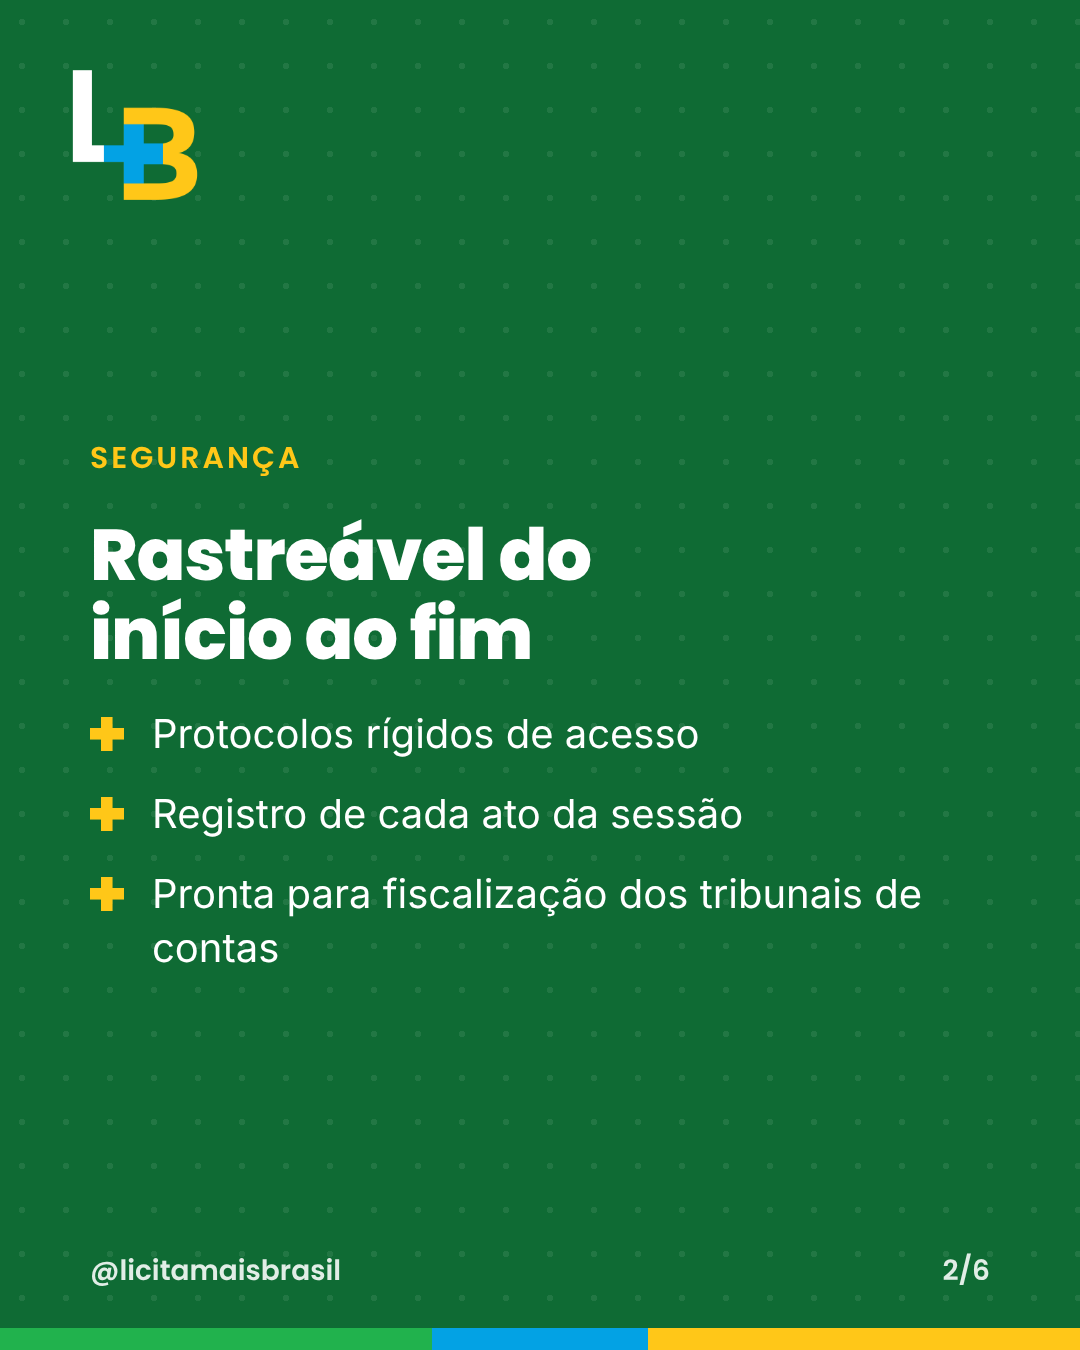 L+B
SEGURANÇA
Rastreável do
início ao fim
Protocolos rígidos de acesso
Registro de cada ato da sessão
Pronta para fiscalização dos tribunais de
contas
@licitamaisbrasil
2/6